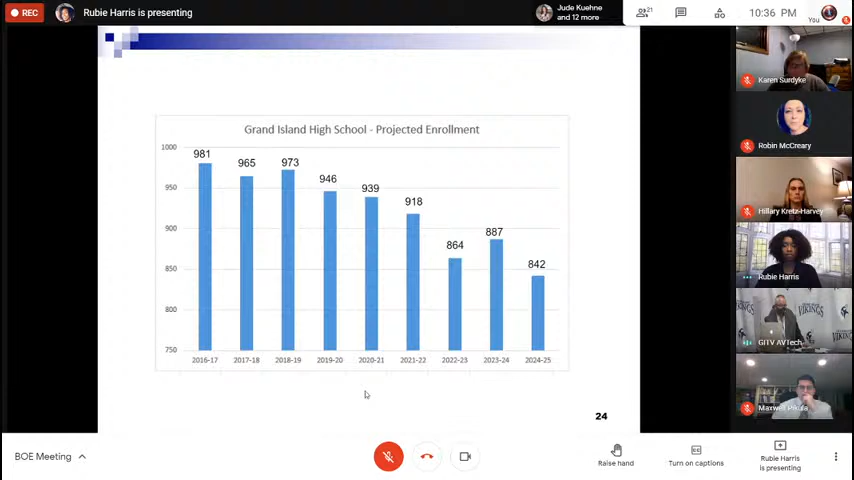 REC
Rubie Harris is presenting
Jude Kuehne
and 12 more
21
10:36 PM
You
Karen Surdyke
Robin McCreary
Hillary Kretz-Harvey
Rubie Harris
VIKINGS
GITV AVTech
Maxwell Pikula
Grand Island High School - Projected Enrollment
1000
950
900
850
800
750
981
965
973
946
939
918
864
887
842
2016-17
2017-18
2018-19
2019-20
2020-21
2021-22
2022-23
2023-24
2024-25
24
BOE Meeting
Raise hand
Turn on captions
Rubie Harris
is presenting